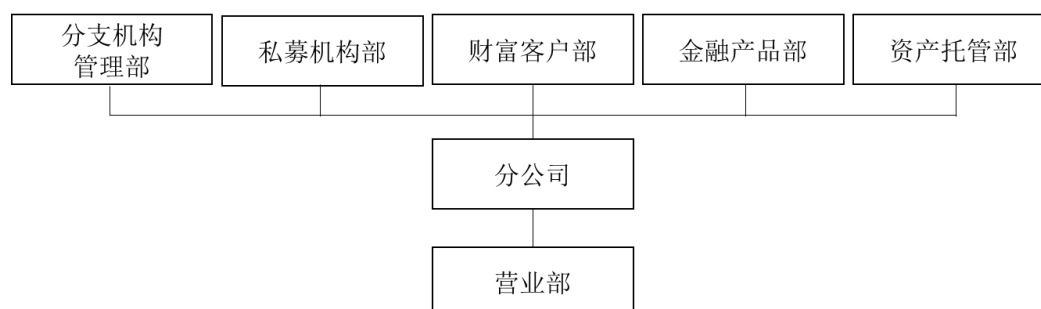 分支机构
管理部
私募机构部
财富客户部
金融产品部
资产托管部
分公司
营业部